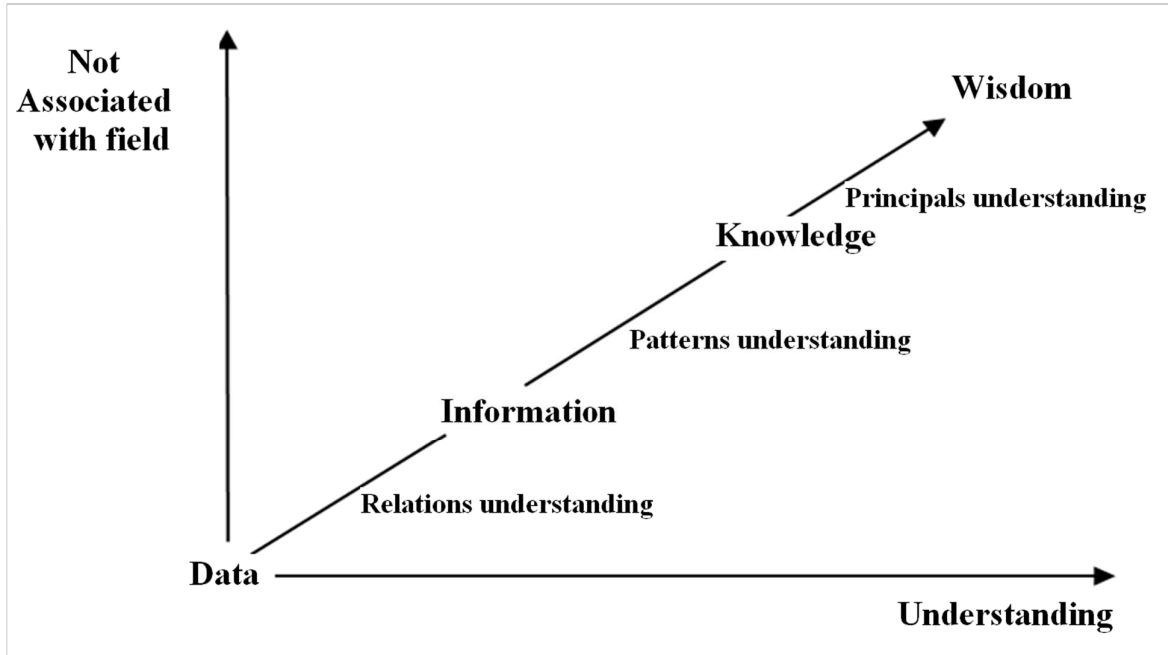 Not
Associated
with field
Wisdom
Principals understanding
Knowledge
Patterns understanding
Information
Relations understanding
Data
Understanding